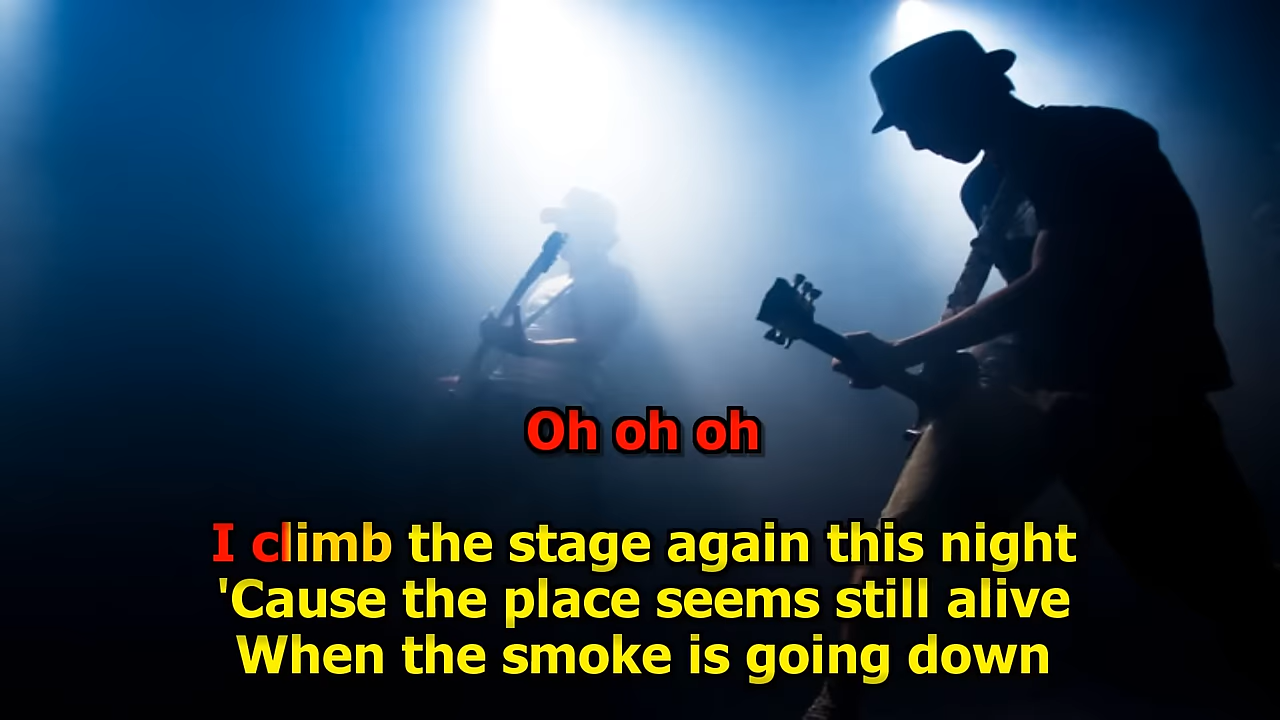 Oh oh oh
I climb the stage again this night
'Cause the place seems still alive
When the smoke is going down